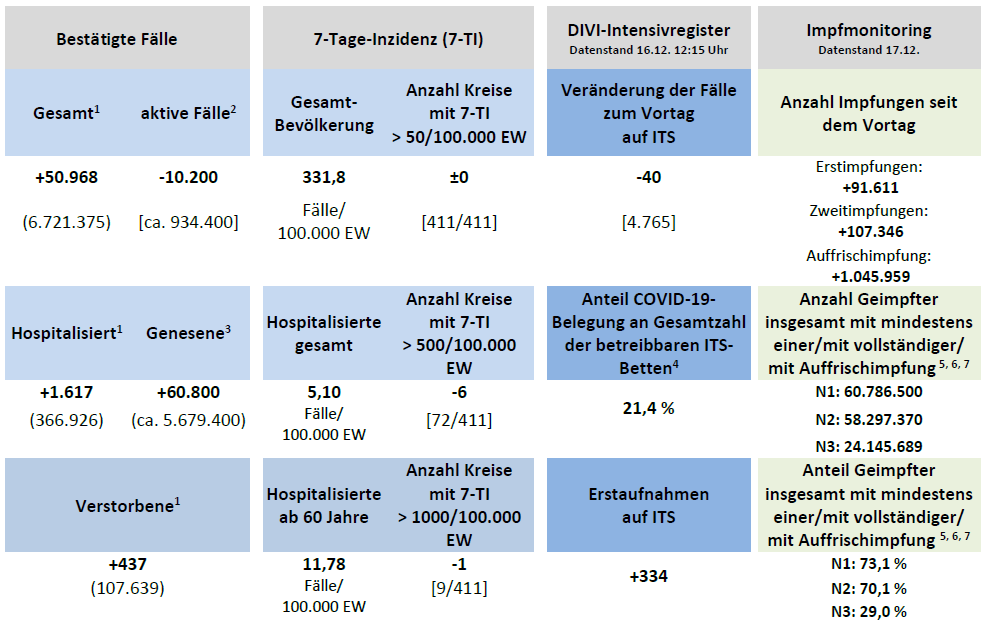 Bestätigte Fälle
7-Tage-Inzidenz (7-TI)
DIVI-Intensivregister
Datenstand 16.12. 12:15 Uhr
Impfmonitoring
Datenstand 17.12.
Gesamt¹
aktive Fälle²
Gesamt-
Bevölkerung
Anzahl Kreise
mit 7-TI
> 50/100.000 EW
Veränderung der Fälle
zum Vortag
auf ITS
Anzahl Impfungen seit
dem Vortag
+50.968
(6.721.375)
-10.200
[ca. 934.400]
331,8
Fälle/
100.000 EW
±0
[411/411]
-40
[4.765]
Erstimpfungen:
+91.611
Zweitimpfungen:
+107.346
Auffrischimpfung:
+1.045.959
Hospitalisiert¹
Genesene³
Hospitalisierte
gesamt
Anzahl Kreise
mit 7-TI
> 500/100.000
EW
Anteil COVID-19-
Belegung an Gesamtzahl
der betreibbaren ITS-
Betten⁴
Anzahl Geimpfter
insgesamt mit mindestens
einer/mit vollständiger/
mit Auffrischimpfung ⁵, ⁶, ⁷
+1.617
(366.926)
+60.800
(ca. 5.679.400)
5,10
Fälle/
100.000 EW
-6
[72/411]
21,4 %
N1: 60.786.500
N2: 58.297.370
N3: 24.145.689
Verstorbene¹
Hospitalisierte
ab 60 Jahre
Anzahl Kreise
mit 7-TI
> 1000/100.000
EW
Erstaufnahmen
auf ITS
Anteil Geimpfter
insgesamt mit mindestens
einer/mit vollständiger/
mit Auffrischimpfung ⁵, ⁶, ⁷
+437
(107.639)
11,78
Fälle/
100.000 EW
-1
[9/411]
+334
N1: 73,1 %
N2: 70,1 %
N3: 29,0 %